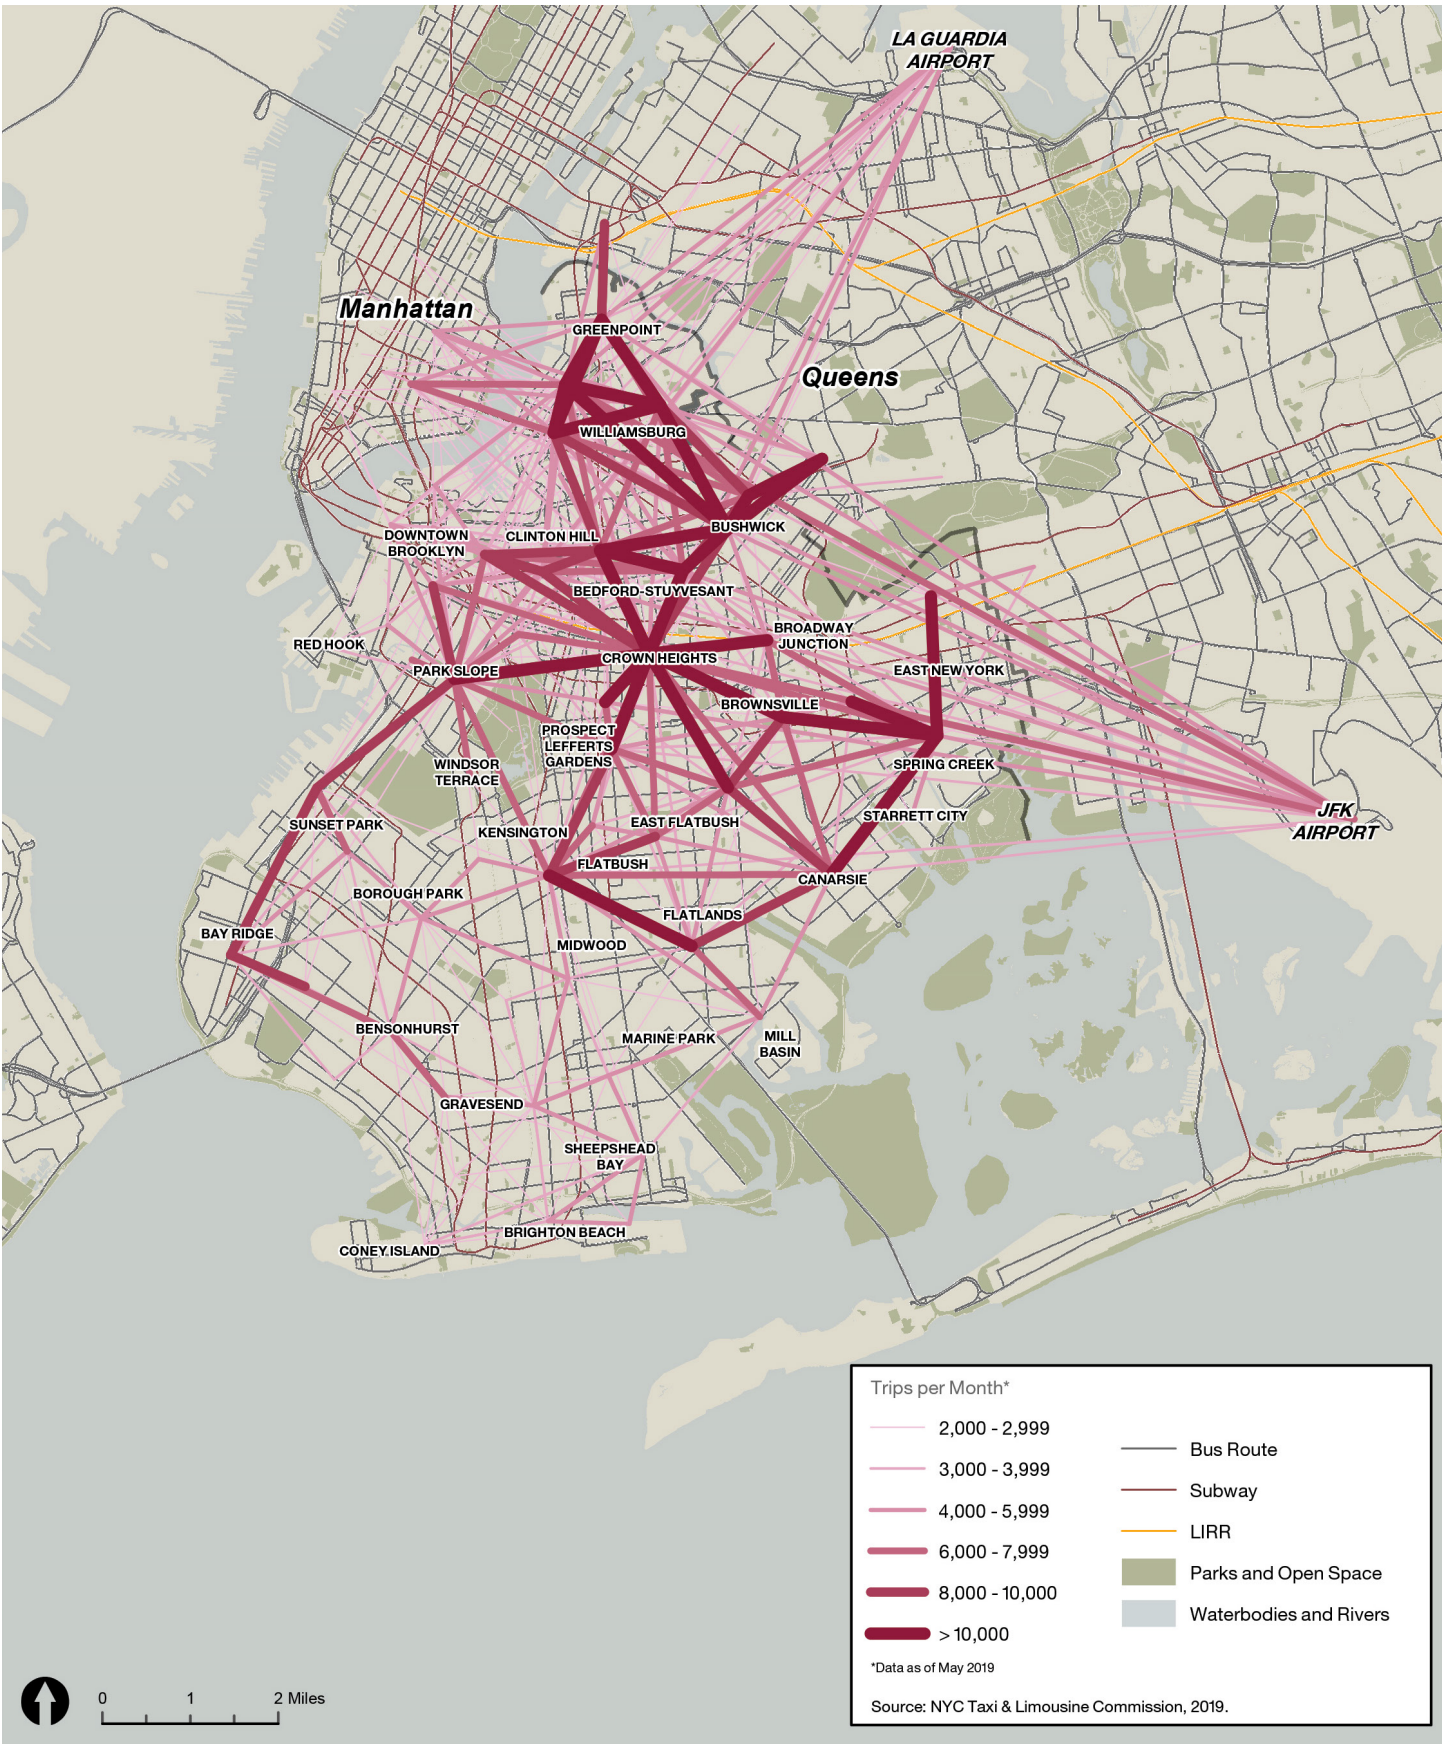 LA GUARDIA
AIRPORT
Manhattan
GREENPOINT
Queens
WILLIAMSBURG
BUSHWICK
DOWNTOWN
BROOKLYN
CLINTON HILL
BEDFORD-STUYVESANT
BROADWAY
JUNCTION
RED HOOK
CROWN HEIGHTS
PARK SLOPE
EAST NEW YORK
BROWNSVILLE
PROSPECT
LEFFERTS
GARDENS
WINDSOR
TERRACE
SPRING CREEK
JFK
AIRPORT
STARRETT CITY
SUNSET PARK
KENSINGTON
EAST FLATBUSH
FLATBUSH
CANARSIE
BOROUGH PARK
FLATLANDS
BAY RIDGE
MIDWOOD
BENSONHURST
MARINE PARK
MILL
BASIN
GRAVESEND
SHEEPSHEAD
BAY
BRIGHTON BEACH
CONEY ISLAND
Trips per Month*
2,000 - 2,999
3,000 - 3,999
4,000 - 5,999
6,000 - 7,999
8,000 - 10,000
> 10,000
Bus Route
Subway
LIRR
Parks and Open Space
Waterbodies and Rivers
*Data as of May 2019
Source: NYC Taxi & Limousine Commission, 2019.
0 1 2 Miles